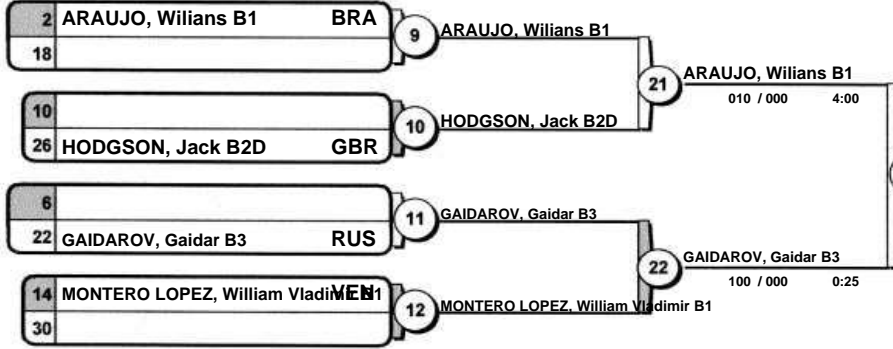 2 ARAUJO, Wilians B1 BRA
18
9 ARAUJO, Wilians B1
10
26 HODGSON, Jack B2D GBR
10 HODGSON, Jack B2D
21 ARAUJO, Wilians B1
010 / 000 4:00
6
22 GAIDAROV, Gaidar B3 RUS
11 GAIDAROV, Gaidar B3
14 MONTERO LOPEZ, William Vladimir B1 VEN
30
12 MONTERO LOPEZ, William Vladimir B1
22 GAIDAROV, Gaidar B3
100 / 000 0:25